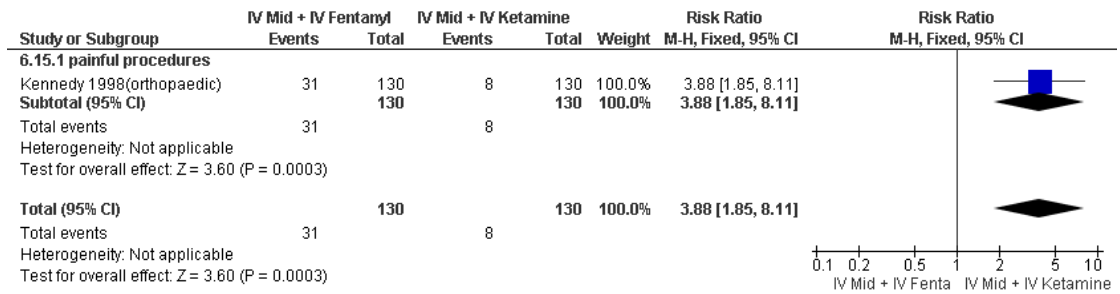 IV Mid + IV Fentanyl IV Mid + IV Ketamine Risk Ratio Risk Ratio
Study or Subgroup Events Total Events Total Weight M-H, Fixed, 95% CI M-H, Fixed, 95% CI
6.15.1 painful procedures
Kennedy 1998(orthopaedic) 31 130 8 130 100.0% 3.88 [1.85, 8.11]
Subtotal (95% CI) 130 130 100.0% 3.88 [1.85, 8.11]
Total events 31 8
Heterogeneity: Not applicable
Test for overall effect: Z = 3.60 (P = 0.0003)
Total (95% CI) 130 130 100.0% 3.88 [1.85, 8.11]
Total events 31 8
Heterogeneity: Not applicable
Test for overall effect: Z = 3.60 (P = 0.0003)
0.1 0.2 0.5 1 2 5 10
IV Mid + IV Fenta IV Mid + IV Ketamine